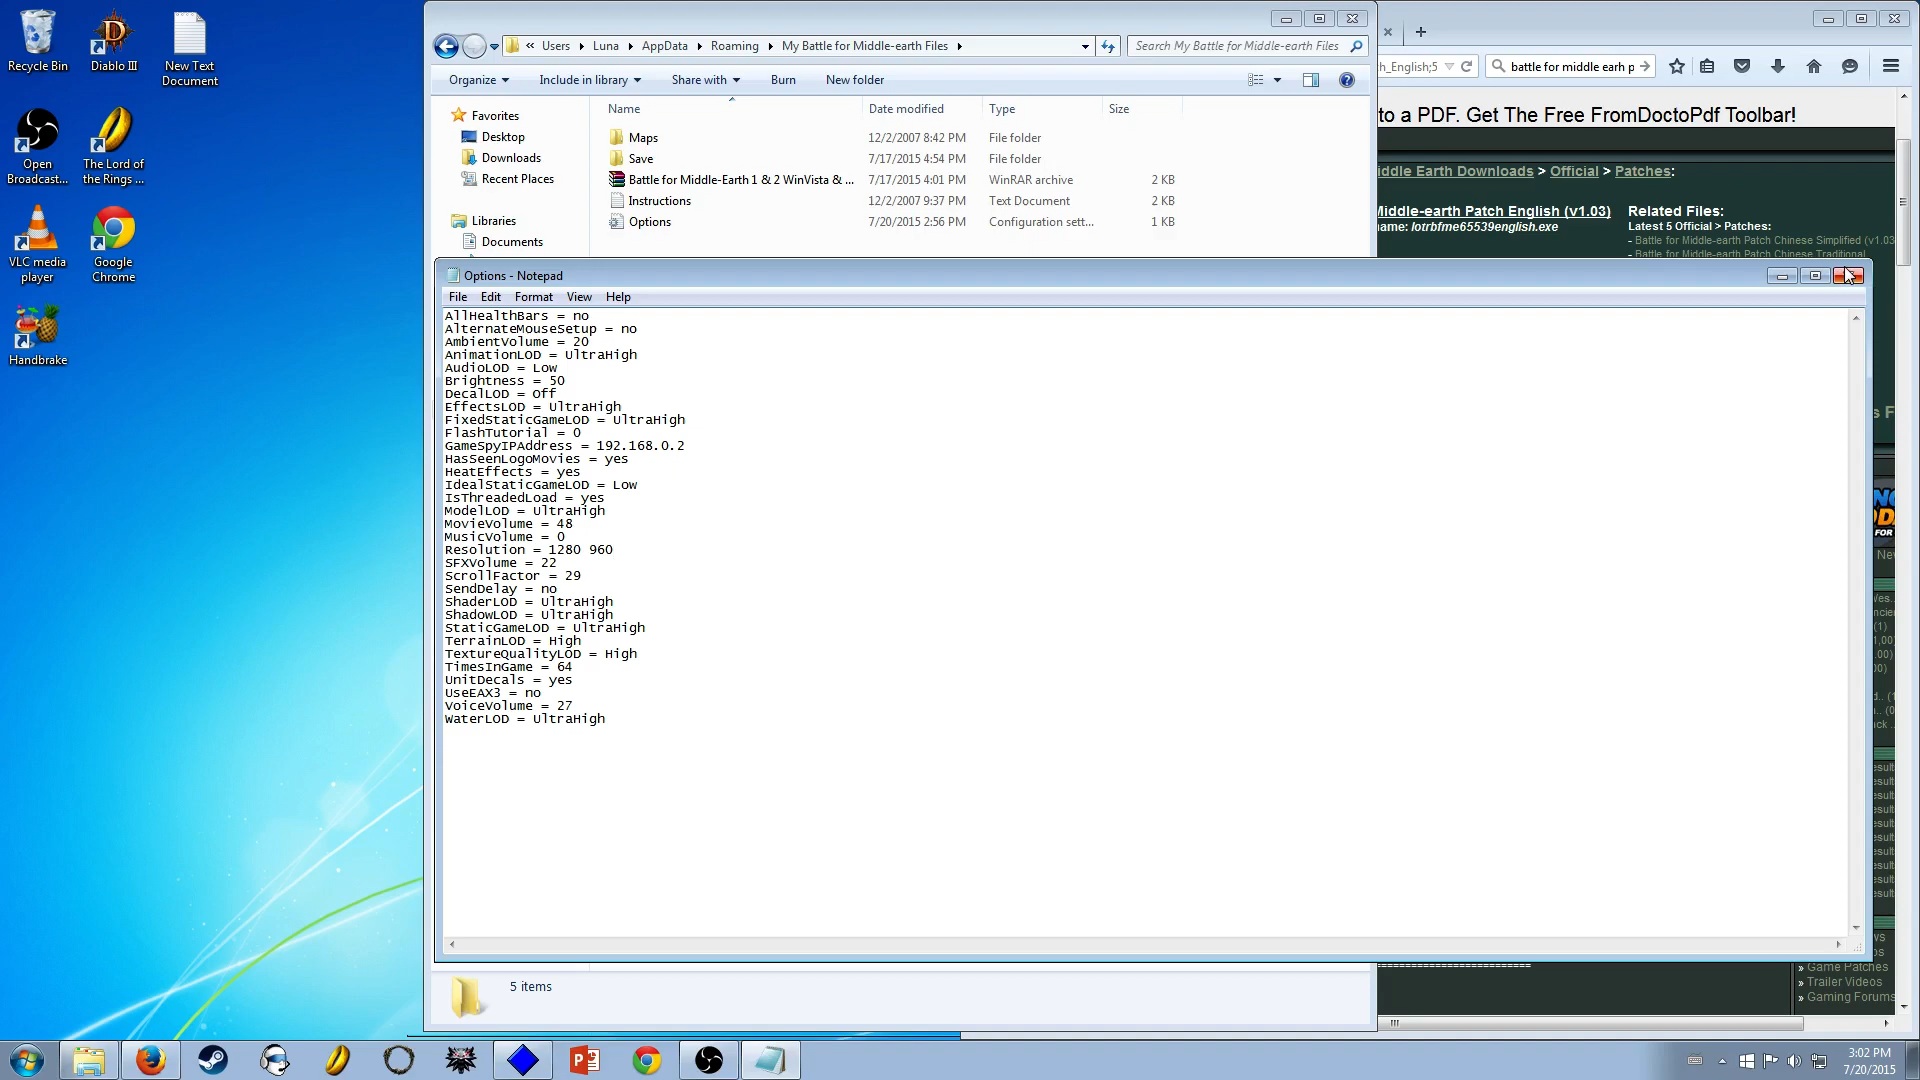 Recycle Bin
Diablo III
New Text
Document
Open
Broadcast...
The Lord of
the Rings ...
VLC media
player
Google
Chrome
Handbrake
« Users Luna AppData Roaming My Battle for Middle-earth Files
Search My Battle for Middle-earth Files
Organize
Include in library
Share with
Burn
New folder
Favorites
Desktop
Downloads
Recent Places
Libraries
Documents
Name Date modified Type Size
Maps 12/2/2007 8:42 PM File folder
Save 7/17/2015 4:54 PM File folder
Battle for Middle-Earth 1 & 2 WinVista & ... 7/17/2015 4:01 PM WinRAR archive 2 KB
Instructions 12/2/2007 9:37 PM Text Document 2 KB
Options 7/20/2015 2:56 PM Configuration sett... 1 KB
h_English;5
battle for middle earh p
to a PDF. Get The Free FromDoctoPdf Toolbar!
iddle Earth Downloads > Official > Patches:
Middle-earth Patch English (v1.03)
name: lotrbfme65539english.exe
Related Files:
Latest 5 Official > Patches:
- Battle for Middle-earth Patch Chinese Simplified (v1.03
- Battle for Middle-earth Patch Chinese Traditional
Options - Notepad
File Edit Format View Help
AllHealthBars = no
AlternateMouseSetup = no
AmbientVolume = 20
AnimationLOD = UltraHigh
AudioLOD = Low
Brightness = 50
DecalLOD = Off
EffectsLOD = UltraHigh
FixedStaticGameLOD = UltraHigh
FlashTutorial = 0
GameSpyIPAddress = 192.168.0.2
HasSeenLogoMovies = yes
HeatEffects = yes
IdealStaticGameLOD = Low
IsThreadedLoad = yes
ModelLOD = UltraHigh
MovieVolume = 48
MusicVolume = 0
Resolution = 1280 960
SFXVolume = 22
ScrollFactor = 29
SendDelay = no
ShaderLOD = UltraHigh
ShadowLOD = UltraHigh
StaticGameLOD = UltraHigh
TerrainLOD = High
TextureQualityLOD = High
TimesInGame = 64
UnitDecals = yes
UseEAX3 = no
VoiceVolume = 27
WaterLOD = UltraHigh
5 items
» Game Patches
» Trailer Videos
» Gaming Forums
3:02 PM
7/20/2015